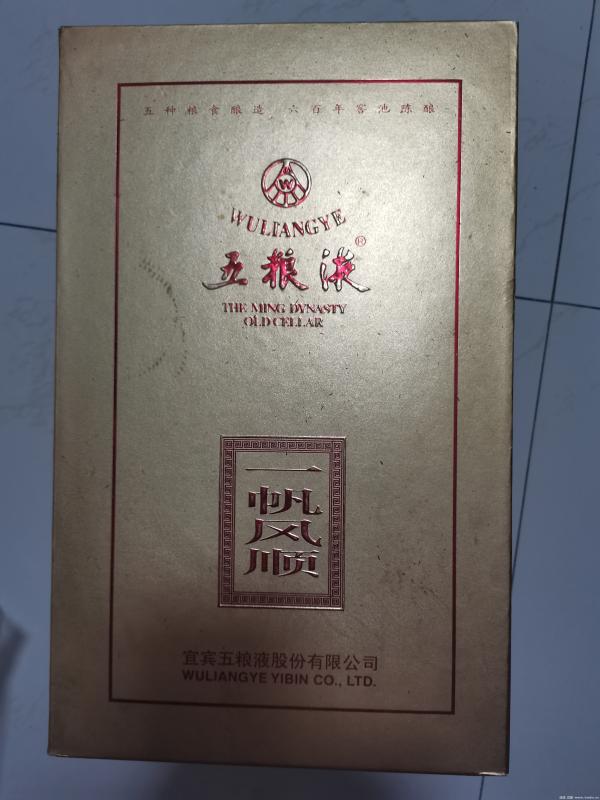 五种粮食酿造 六百年窖池陈酿
W
WULIANGYE
五粮液®
THE MING DYNASTY
OLD CELLAR
一
帆
风
顺
宜宾五粮液股份有限公司
WULIANGYE YIBIN CO., LTD.